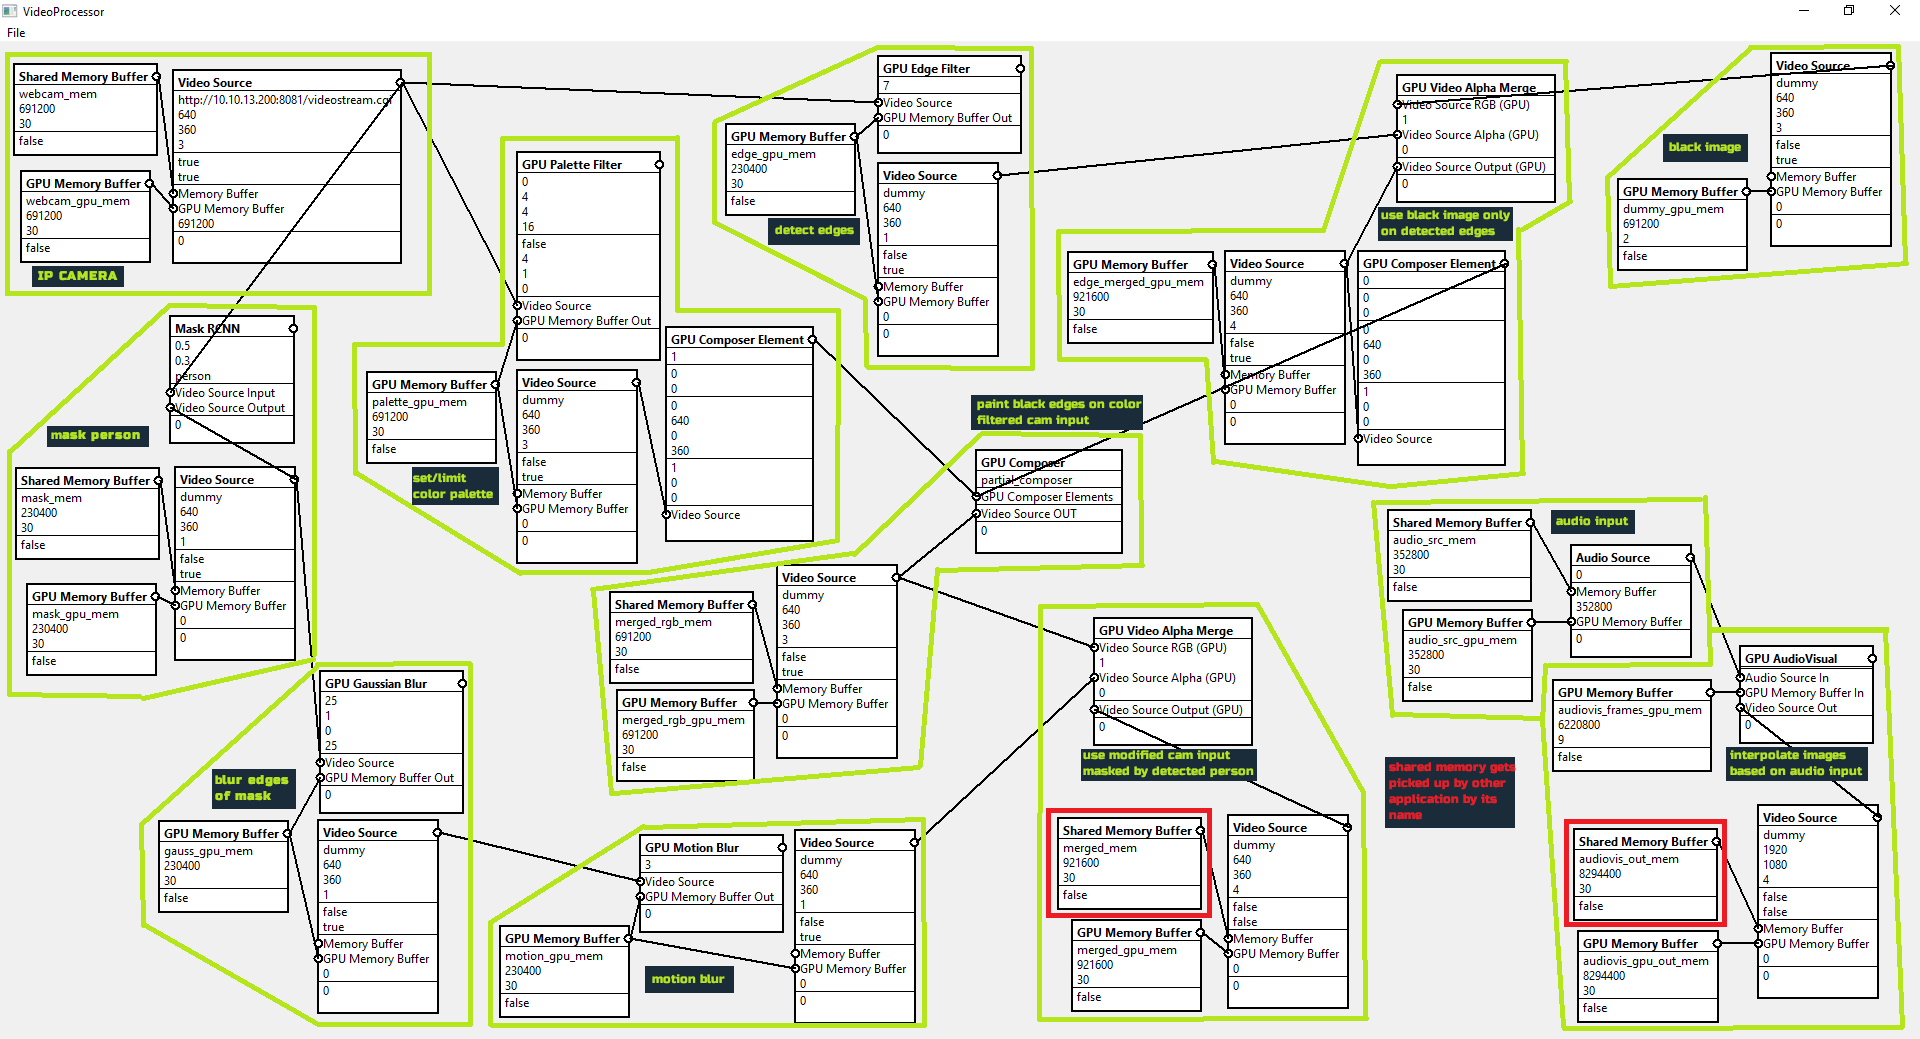 VideoProcessor
File
Shared Memory Buffer
webcam_mem
691200
30
false
GPU Memory Buffer
webcam_gpu_mem
691200
30
false
IP CAMERA
Video Source
http://10.10.13.200:8081/videostream.cgi
640
360
3
true
true
Memory Buffer
GPU Memory Buffer
691200
0
Mask RCNN
0.5
0.3
person
Video Source Input
Video Source Output
0
mask person
Shared Memory Buffer
mask_mem
230400
30
false
GPU Memory Buffer
mask_gpu_mem
230400
30
false
Video Source
dummy
640
360
1
false
true
Memory Buffer
GPU Memory Buffer
0
0
GPU Gaussian Blur
25
1
0
25
Video Source
GPU Memory Buffer Out
0
blur edges
of mask
GPU Memory Buffer
gauss_gpu_mem
230400
30
false
Video Source
dummy
640
360
1
false
true
Memory Buffer
GPU Memory Buffer
0
0
GPU Palette Filter
0
4
4
16
false
4
1
0
Video Source
GPU Memory Buffer Out
0
GPU Memory Buffer
palette_gpu_mem
691200
30
false
set/limit
color palette
Video Source
dummy
640
360
3
false
true
Memory Buffer
GPU Memory Buffer
0
0
GPU Composer Element
1
0
0
0
640
0
360
1
0
0
Video Source
GPU Edge Filter
7
Video Source
GPU Memory Buffer Out
0
GPU Memory Buffer
edge_gpu_mem
230400
30
false
detect edges
Video Source
dummy
640
360
1
false
true
Memory Buffer
GPU Memory Buffer
0
0
GPU Video Alpha Merge
Video Source RGB (GPU)
1
Video Source Alpha (GPU)
0
Video Source Output (GPU)
0
use black image only
on detected edges
GPU Memory Buffer
edge_merged_gpu_mem
921600
30
false
Video Source
dummy
640
360
4
false
true
Memory Buffer
GPU Memory Buffer
0
0
GPU Composer Element
0
0
0
0
640
0
360
1
0
0
Video Source
Video Source
dummy
640
360
3
false
true
Memory Buffer
GPU Memory Buffer
0
0
black image
GPU Memory Buffer
dummy_gpu_mem
691200
2
false
paint black edges on color
filtered cam input
GPU Composer
partial_composer
GPU Composer Elements
Video Source OUT
0
Shared Memory Buffer
merged_rgb_mem
691200
30
false
GPU Memory Buffer
merged_rgb_gpu_mem
691200
30
false
Video Source
dummy
640
360
3
false
true
Memory Buffer
GPU Memory Buffer
0
0
GPU Motion Blur
3
Video Source
GPU Memory Buffer Out
0
GPU Memory Buffer
motion_gpu_mem
230400
30
false
motion blur
Video Source
dummy
640
360
1
false
true
Memory Buffer
GPU Memory Buffer
0
0
GPU Video Alpha Merge
Video Source RGB (GPU)
1
Video Source Alpha (GPU)
0
Video Source Output (GPU)
0
use modified cam input
masked by detected person
Shared Memory Buffer
merged_mem
921600
30
false
GPU Memory Buffer
merged_gpu_mem
921600
30
false
Video Source
dummy
640
360
4
false
false
Memory Buffer
GPU Memory Buffer
0
0
Shared Memory Buffer
audio_src_mem
352800
30
false
audio input
GPU Memory Buffer
audio_src_gpu_mem
352800
30
false
Audio Source
0
Memory Buffer
352800
GPU Memory Buffer
0
GPU AudioVisual
Audio Source In
GPU Memory Buffer In
Video Source Out
0
GPU Memory Buffer
audiovis_frames_gpu_mem
6220800
9
false
interpolate images
based on audio input
shared memory gets
picked up by other
application by its
name
Shared Memory Buffer
audiovis_out_mem
8294400
30
false
GPU Memory Buffer
audiovis_gpu_out_mem
8294400
30
false
Video Source
dummy
1920
1080
4
false
false
Memory Buffer
GPU Memory Buffer
0
0